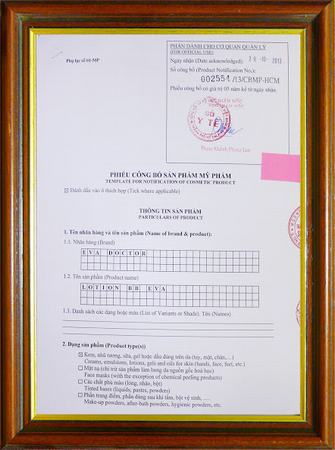 Phụ lục số 01-MP
PHẦN DÀNH CHO CƠ QUAN QUẢN LÝ
(FOR OFFICIAL USE)
Ngày nhận (Date acknowledged):
Số công bố (Product Notification No.):
002554 /13/CBMP-HCM
Phiếu công bố có giá trị 05 năm kể từ ngày nhận.
SỞ
Y TẾ
PHIẾU CÔNG BỐ SẢN PHẨM MỸ PHẨM
TEMPLATE FOR NOTIFICATION OF COSMETIC PRODUCT
Đánh dấu vào ô thích hợp (Tick where applicable)
THÔNG TIN SẢN PHẨM
PARTICULARS OF PRODUCT
1. Tên nhãn hàng và tên sản phẩm (Name of brand & product):
1.1. Nhãn hàng (Brand)
EVA DOCTOR
1.2. Tên sản phẩm (Product name)
LOTION BB EVA
1.3. Danh sách các dạng hoặc màu (List of Variants or Shade). Tên (Names)
2. Dạng sản phẩm (Product type(s))
Kem, nhũ tương, sữa, gel hoặc dầu dùng trên da (tay, mặt, chân,...)
Creams, emulsions, lotions, gels and oils for skin (hands, face, feet, etc.)
Mặt nạ (chỉ trừ sản phẩm làm bong da nguồn gốc hoá học)
Face masks (with the exception of chemical peeling products)
Các chất phủ màu (lỏng, nhão, bột)
Tinted bases (liquids, pastes, powders)
Phấn trang điểm, phấn dùng sau khi tắm, bột vệ sinh, ....
Make-up powders, after-bath powders, hygienic powders, etc.